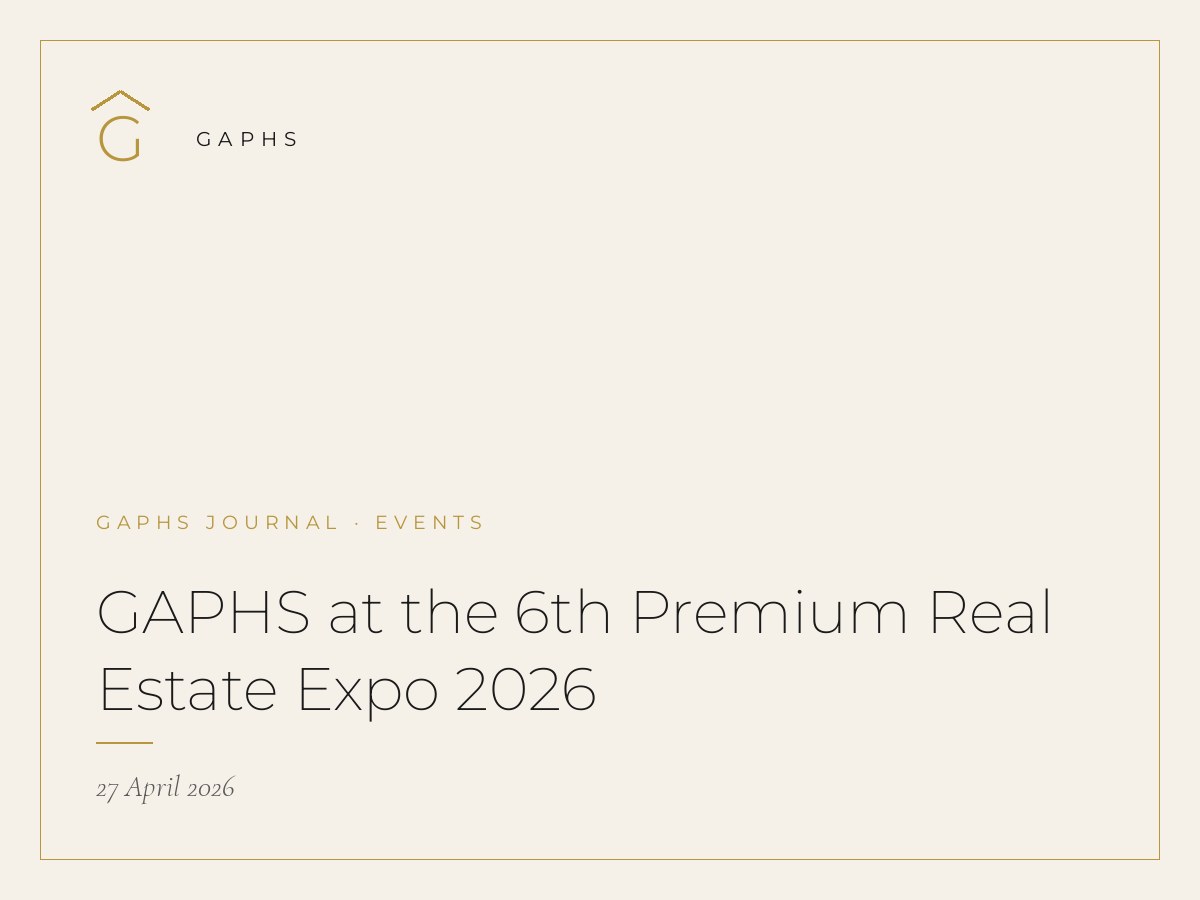 G
GAPHS
GAPHS JOURNAL · EVENTS
GAPHS at the 6th Premium Real
Estate Expo 2026
27 April 2026